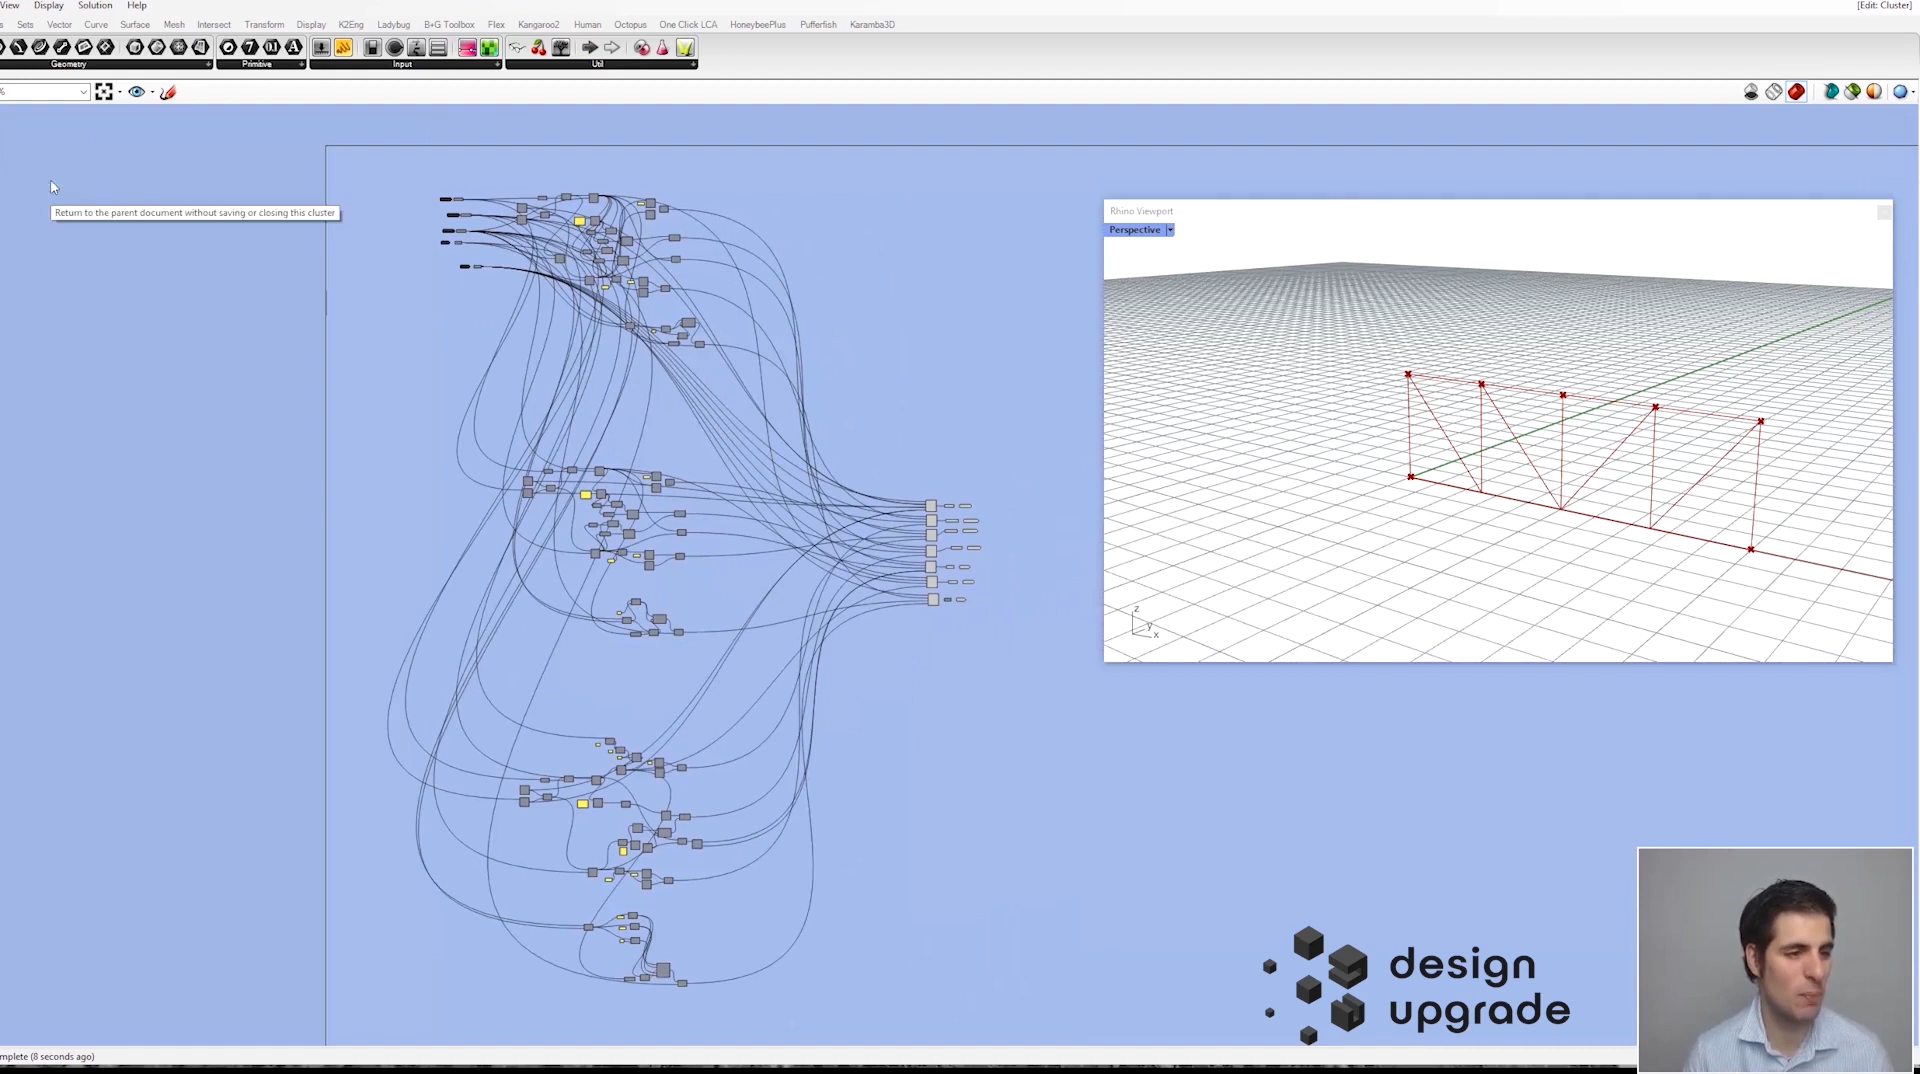 View Display Solution Help [Edit: Cluster]
Sets Vector Curve Surface Mesh Intersect Transform Display K2Eng Ladybug B+G Toolbox Flex Kangaroo2 Human Octopus One Click LCA HoneybeePlus Pufferfish Karamba3D
Geometry Primitive Input Util
%
Return to the parent document without saving or closing this cluster
Rhino Viewport
Perspective
z
y
x
design
upgrade
mplete (8 seconds ago)